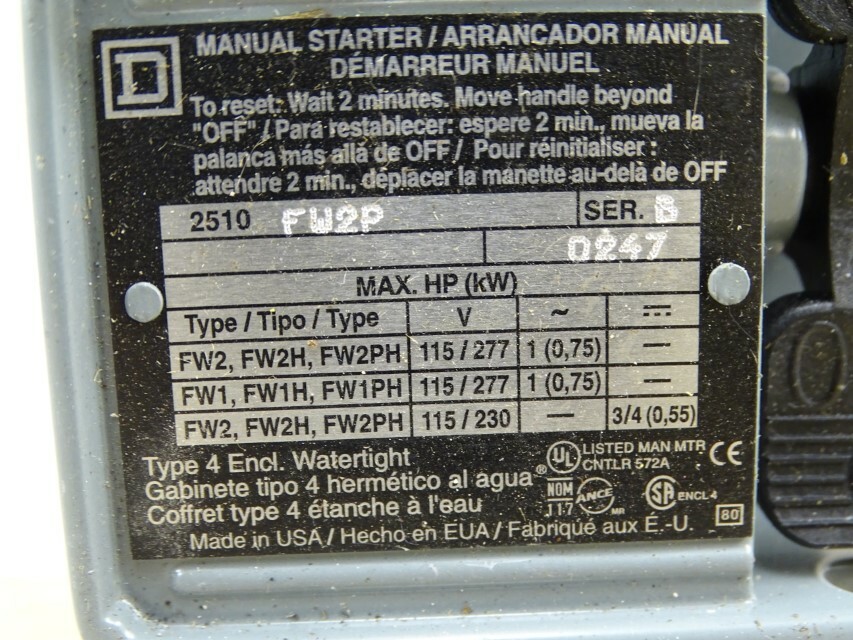 D
MANUAL STARTER / ARRANCADOR MANUAL
DÉMARREUR MANUEL
To reset: Wait 2 minutes. Move handle beyond
"OFF" / Para restablecer: espere 2 min., mueva la
palanca más allá de OFF / Pour réinitialiser :
attendre 2 min., déplacer la manette au-delà de OFF
2510 FW2P SER. B
0247
MAX. HP (kW)
Type / Tipo / Type V ~ ⎓
FW2, FW2H, FW2PH 115 / 277 1 (0,75) —
FW1, FW1H, FW1PH 115 / 277 1 (0,75) —
FW2, FW2H, FW2PH 115 / 230 — 3/4 (0,55)
Type 4 Encl. Watertight
Gabinete tipo 4 hermético al agua
Coffret type 4 étanche à l'eau
UL ® LISTED MAN MTR
CNTLR 572A CE
NOM
117 ANCE MR SA ENCL 4
80
Made in USA / Hecho en EUA / Fabriqué aux É.-U.
O